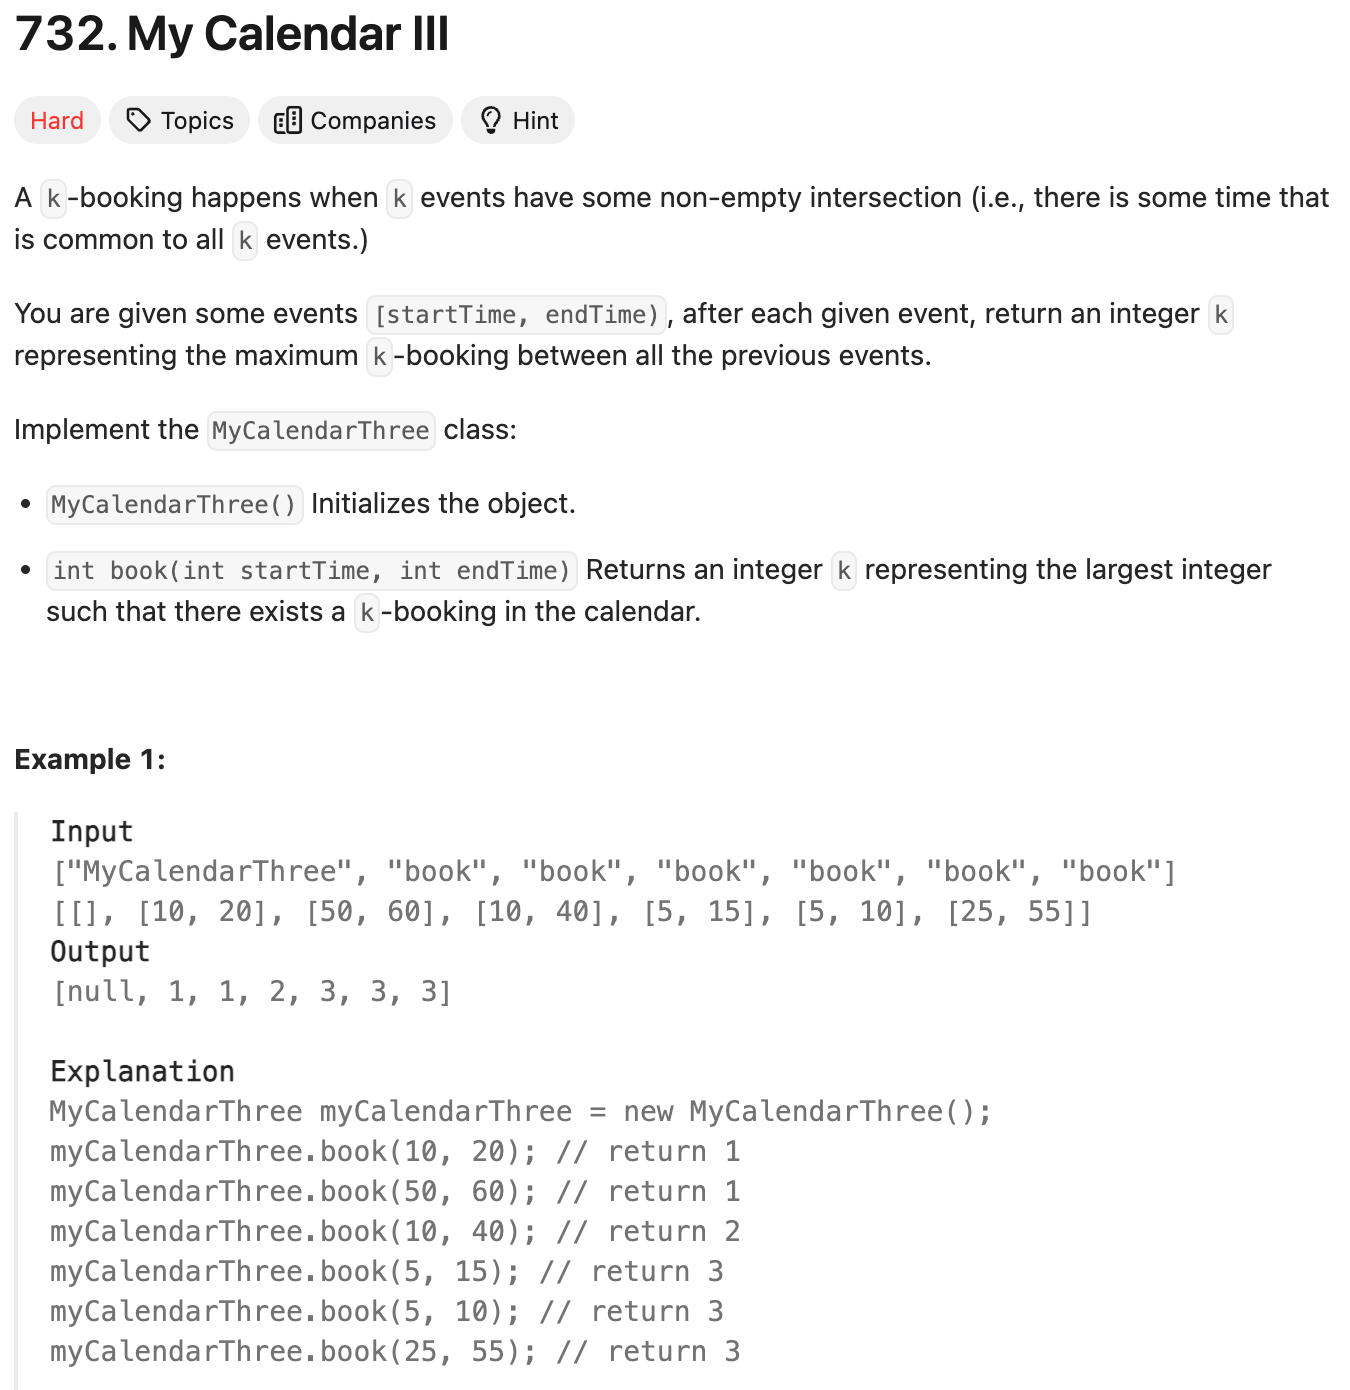 732. My Calendar III
Hard Topics Companies Hint
A k-booking happens when k events have some non-empty intersection (i.e., there is some time that
is common to all k events.)
You are given some events [startTime, endTime), after each given event, return an integer k
representing the maximum k-booking between all the previous events.
Implement the MyCalendarThree class:
• MyCalendarThree() Initializes the object.
• int book(int startTime, int endTime) Returns an integer k representing the largest integer
such that there exists a k-booking in the calendar.
Example 1:
Input
["MyCalendarThree", "book", "book", "book", "book", "book", "book"]
[[], [10, 20], [50, 60], [10, 40], [5, 15], [5, 10], [25, 55]]
Output
[null, 1, 1, 2, 3, 3, 3]
Explanation
MyCalendarThree myCalendarThree = new MyCalendarThree();
myCalendarThree.book(10, 20); // return 1
myCalendarThree.book(50, 60); // return 1
myCalendarThree.book(10, 40); // return 2
myCalendarThree.book(5, 15); // return 3
myCalendarThree.book(5, 10); // return 3
myCalendarThree.book(25, 55); // return 3